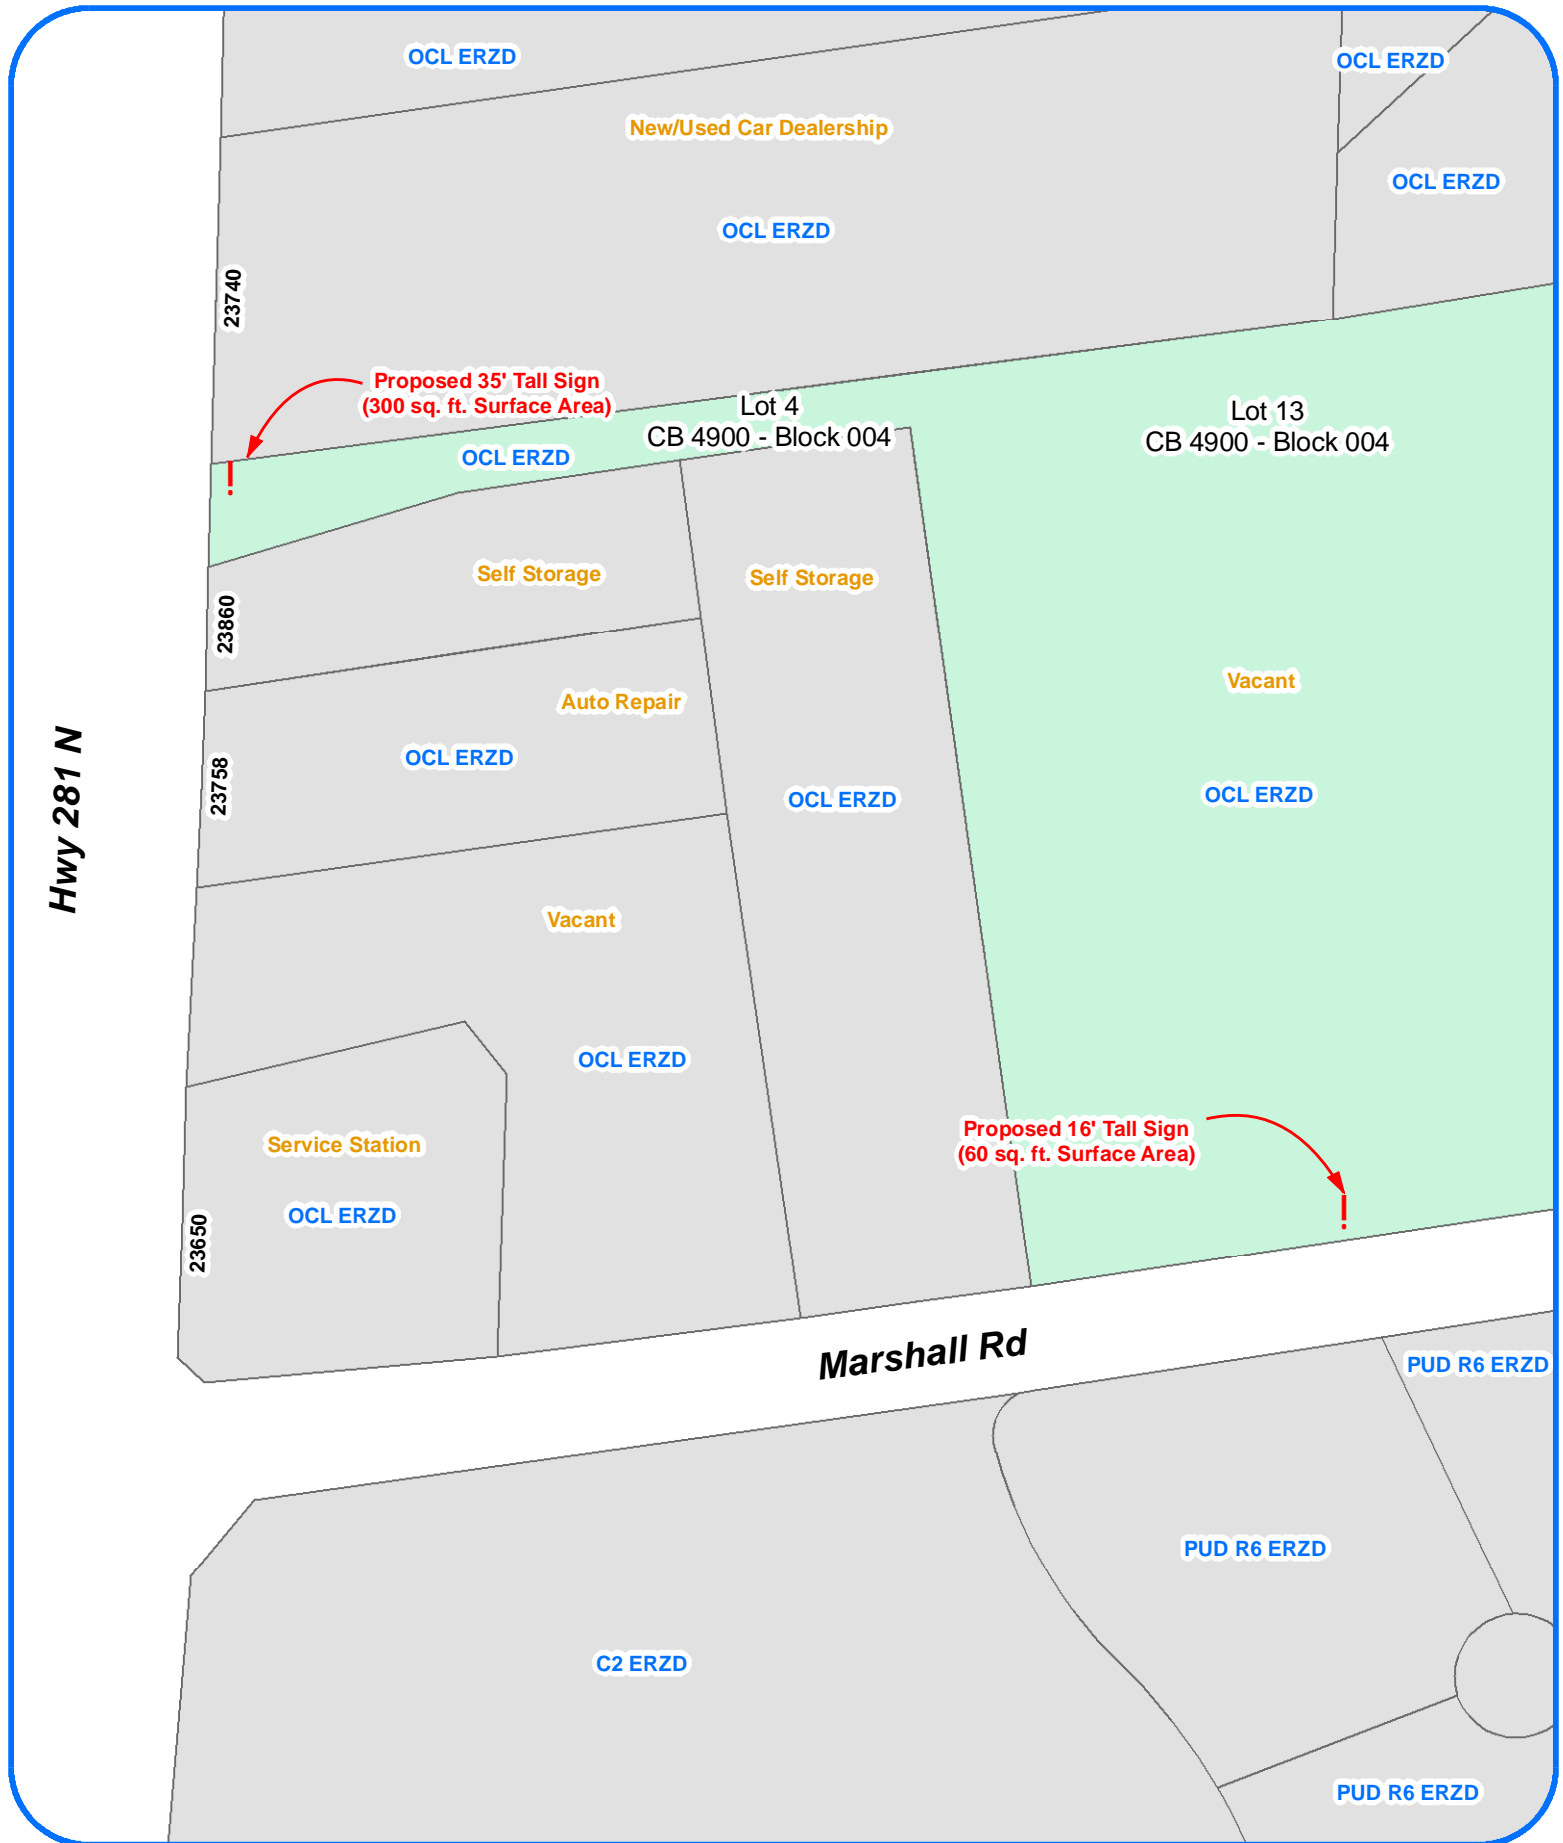 OCL ERZD
OCL ERZD
New/Used Car Dealership
OCL ERZD
OCL ERZD
23740
Proposed 35' Tall Sign
(300 sq. ft. Surface Area)
Lot 4
CB 4900 - Block 004
Lot 13
CB 4900 - Block 004
OCL ERZD
Self Storage
Self Storage
23860
Vacant
Auto Repair
OCL ERZD
23758
OCL ERZD
OCL ERZD
Hwy 281 N
Vacant
OCL ERZD
Proposed 16' Tall Sign
(60 sq. ft. Surface Area)
Service Station
OCL ERZD
23650
Marshall Rd
PUD R6 ERZD
PUD R6 ERZD
C2 ERZD
PUD R6 ERZD